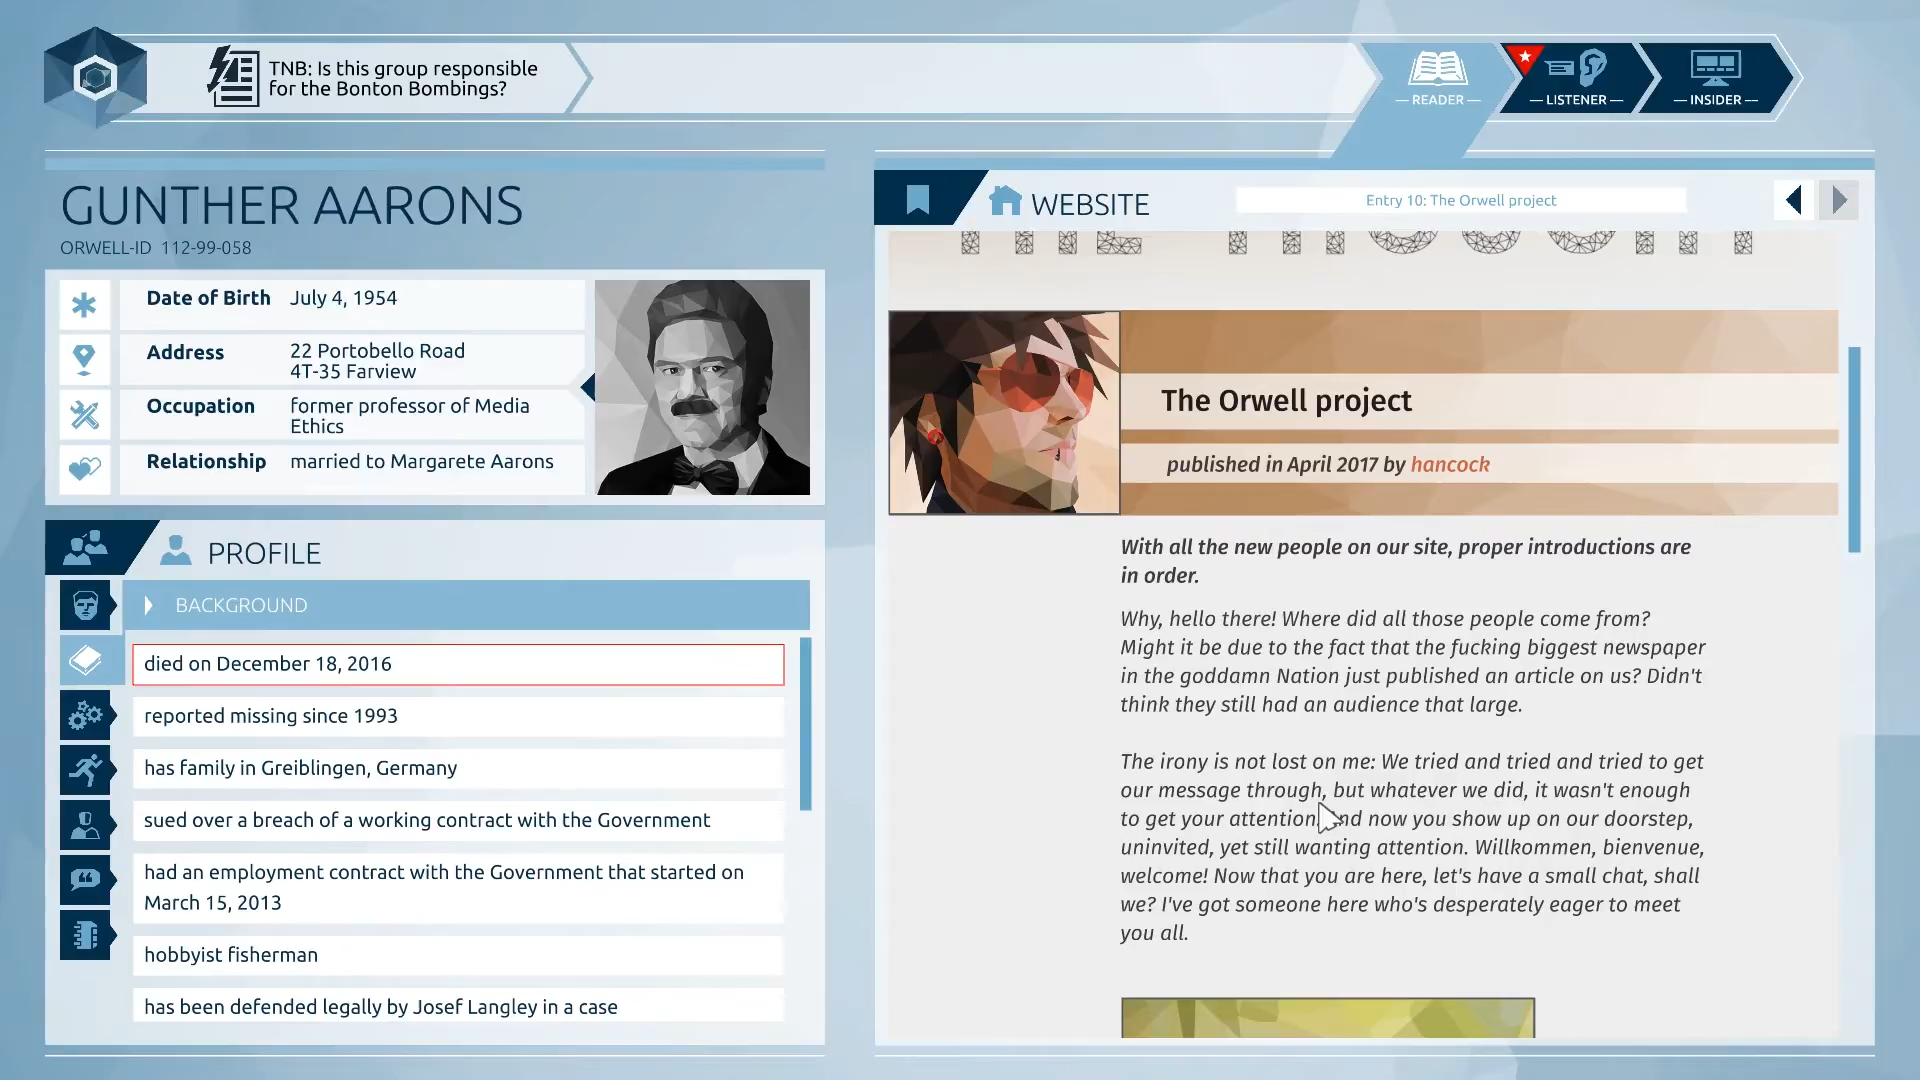 TNB: Is this group responsible
for the Bonton Bombings?
READER
LISTENER
INSIDER
GUNTHER AARONS
ORWELL-ID 112-99-058
Date of Birth July 4, 1954
Address 22 Portobello Road
4T-35 Farview
Occupation former professor of Media
Ethics
Relationship married to Margarete Aarons
PROFILE
BACKGROUND
died on December 18, 2016
reported missing since 1993
has family in Greiblingen, Germany
sued over a breach of a working contract with the Government
had an employment contract with the Government that started on
March 15, 2013
hobbyist fisherman
has been defended legally by Josef Langley in a case
WEBSITE
Entry 10: The Orwell project
The Orwell project
published in April 2017 by hancock
With all the new people on our site, proper introductions are
in order.
Why, hello there! Where did all those people come from?
Might it be due to the fact that the fucking biggest newspaper
in the goddamn Nation just published an article on us? Didn't
think they still had an audience that large.
The irony is not lost on me: We tried and tried and tried to get
our message through, but whatever we did, it wasn't enough
to get your attention. And now you show up on our doorstep,
uninvited, yet still wanting attention. Willkommen, bienvenue,
welcome! Now that you are here, let's have a small chat, shall
we? I've got someone here who's desperately eager to meet
you all.